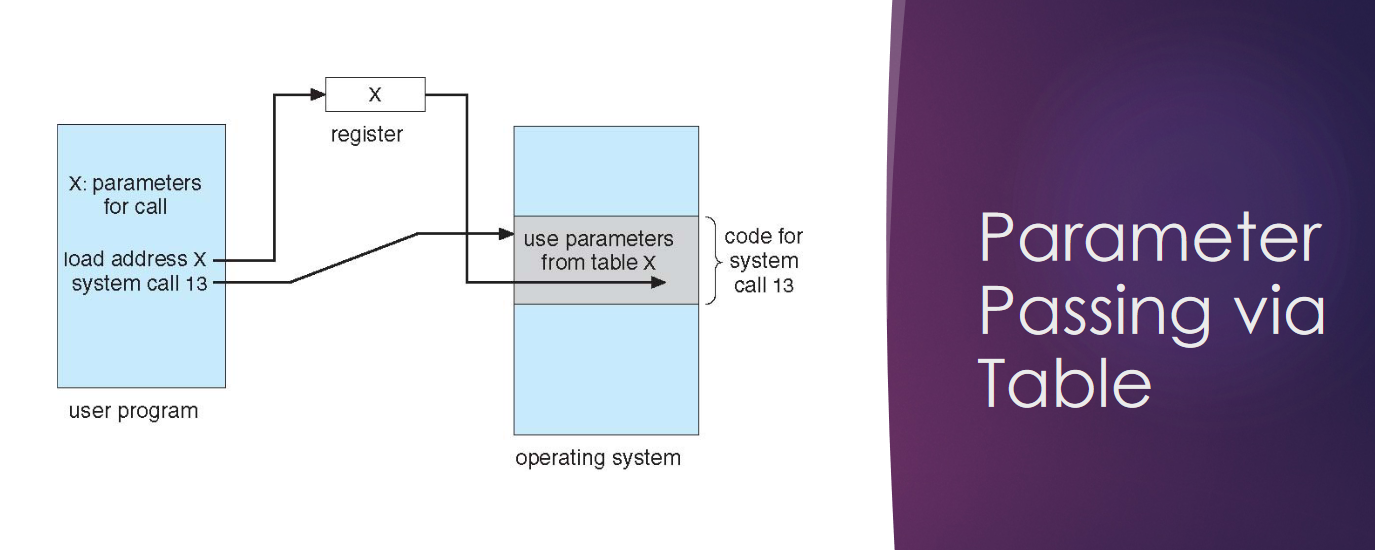 X
register
X: parameters
for call
load address X
system call 13
user program
use parameters
from table X
code for
system
call 13
operating system
Parameter
Passing via
Table